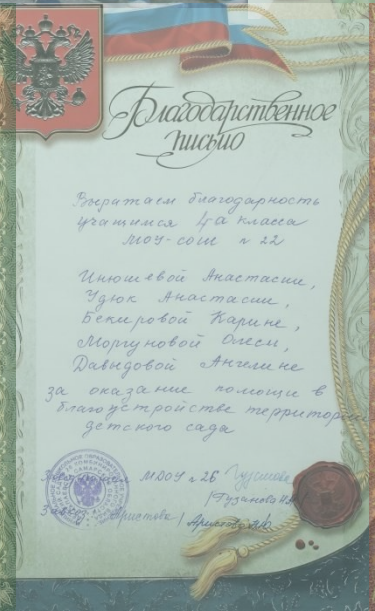 Благодарственное
письмо
Выражаем благодарность
учащимся 4а класса
МОУ-СОШ № 22
Инюшевой Анастасии,
Удюк Анастасии,
Бекировой Карине,
Моргуновой Олеси,
Давыдовой Ангелине
за оказание помощи в
благоустройстве территории
детского сада
МДОУ № 26